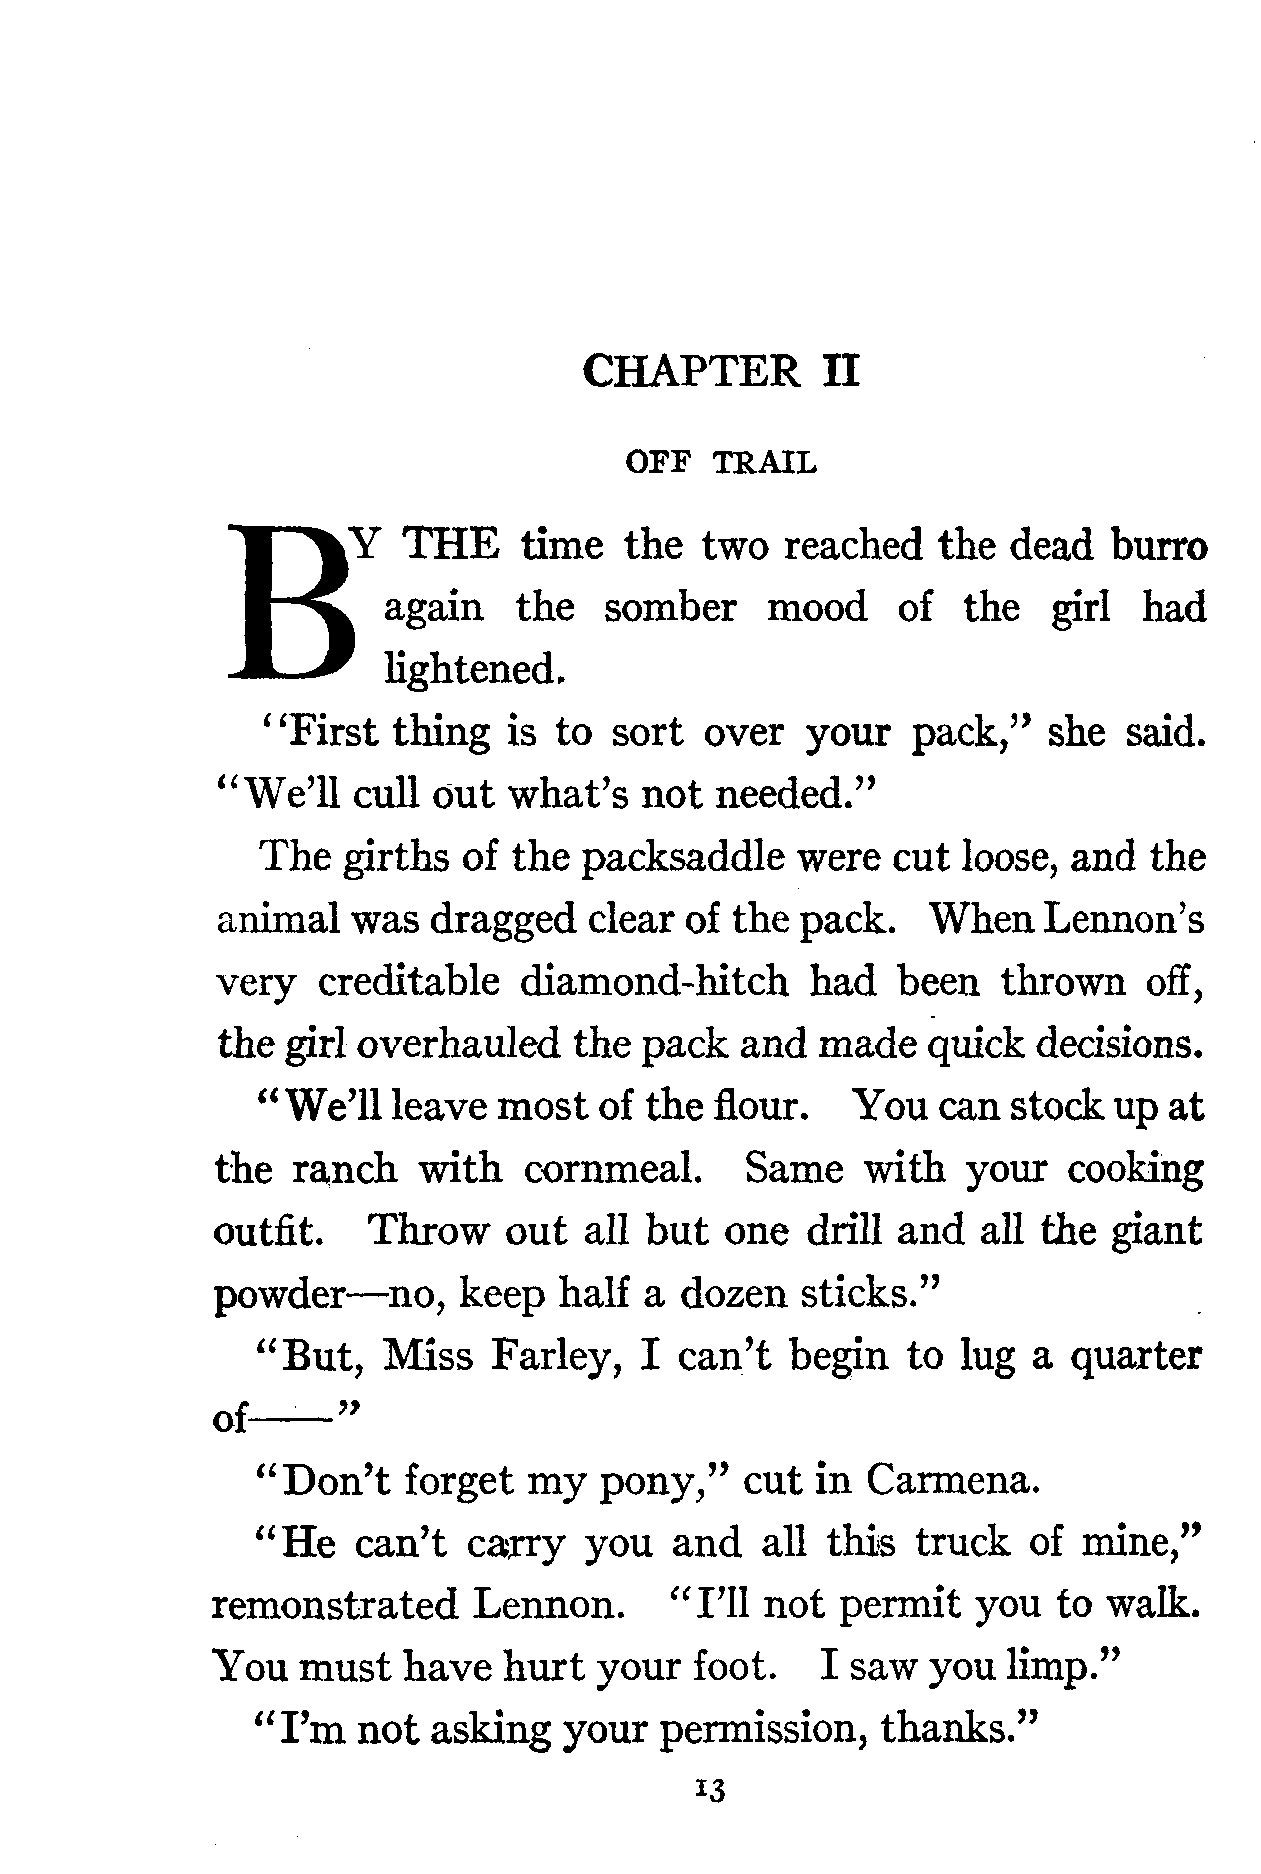 CHAPTER II
OFF TRAIL
BY THE time the two reached the dead burro
again the somber mood of the girl had
lightened.
“First thing is to sort over your pack,” she said.
“We’ll cull out what’s not needed.”
The girths of the packsaddle were cut loose, and the
animal was dragged clear of the pack. When Lennon’s
very creditable diamond-hitch had been thrown off,
the girl overhauled the pack and made quick decisions.
“We’ll leave most of the flour. You can stock up at
the ranch with cornmeal. Same with your cooking
outfit. Throw out all but one drill and all the giant
powder—no, keep half a dozen sticks.”
“But, Miss Farley, I can’t begin to lug a quarter
of——”
“Don’t forget my pony,” cut in Carmena.
“He can’t carry you and all this truck of mine,”
remonstrated Lennon. “I’ll not permit you to walk.
You must have hurt your foot. I saw you limp.”
“I’m not asking your permission, thanks.”
13